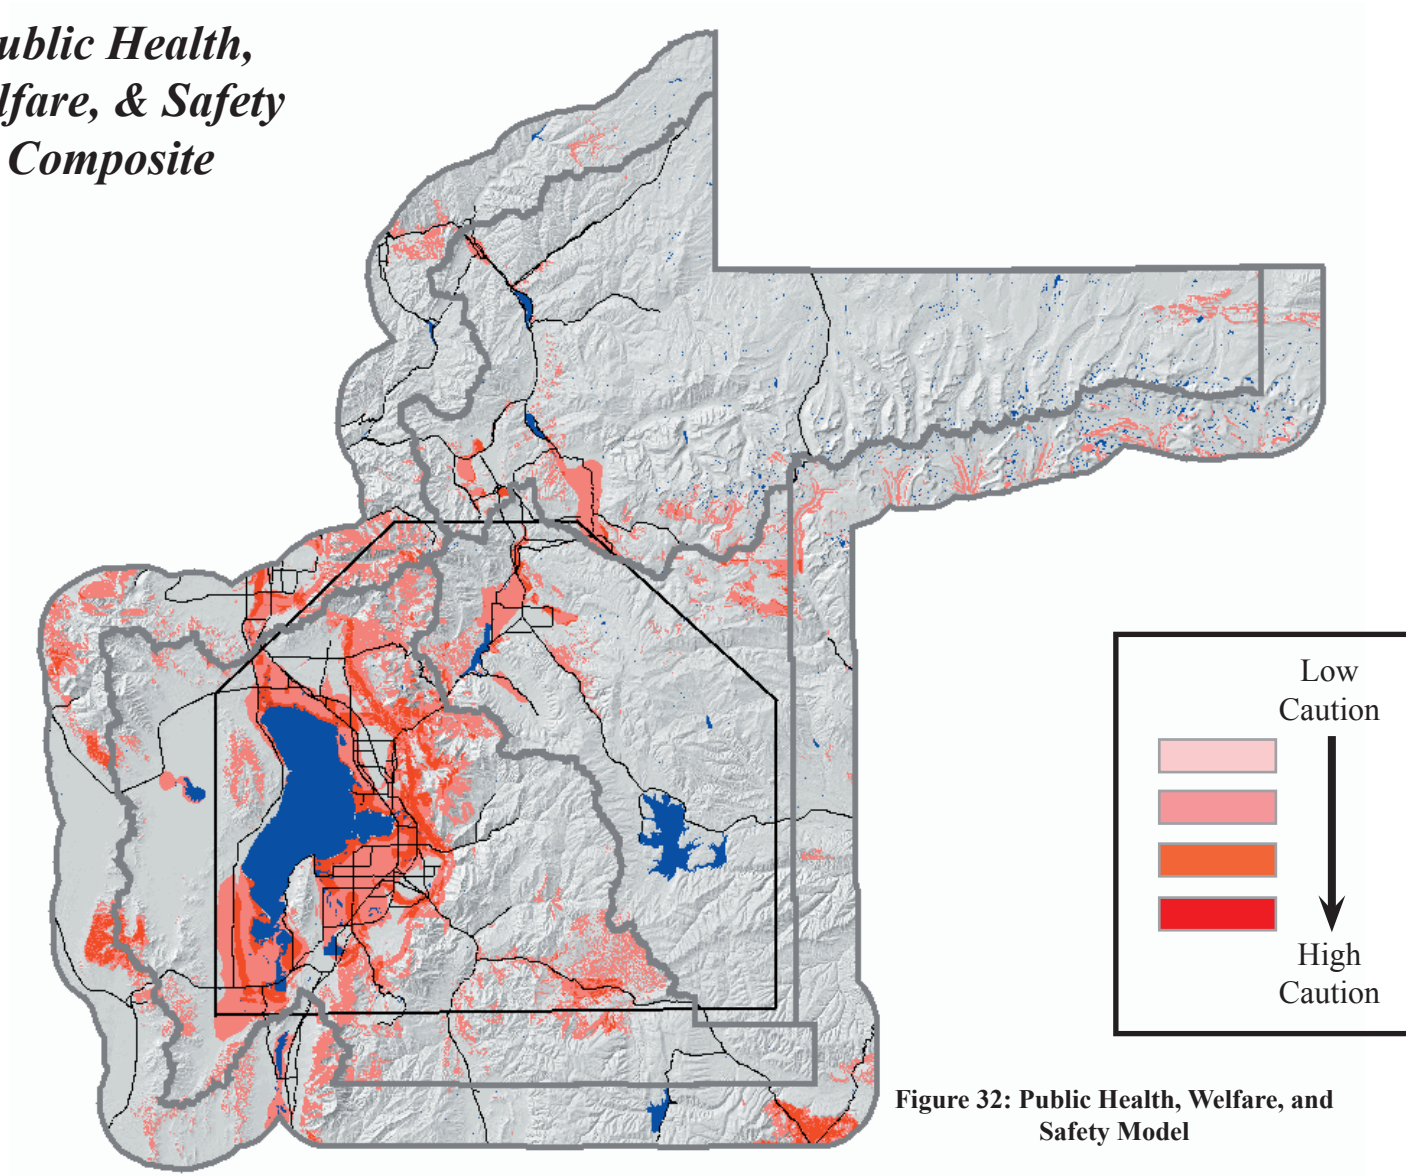 ublic Health,
lfare, & Safety
Composite
Low
Caution
High
Caution
Figure 32: Public Health, Welfare, and
Safety Model